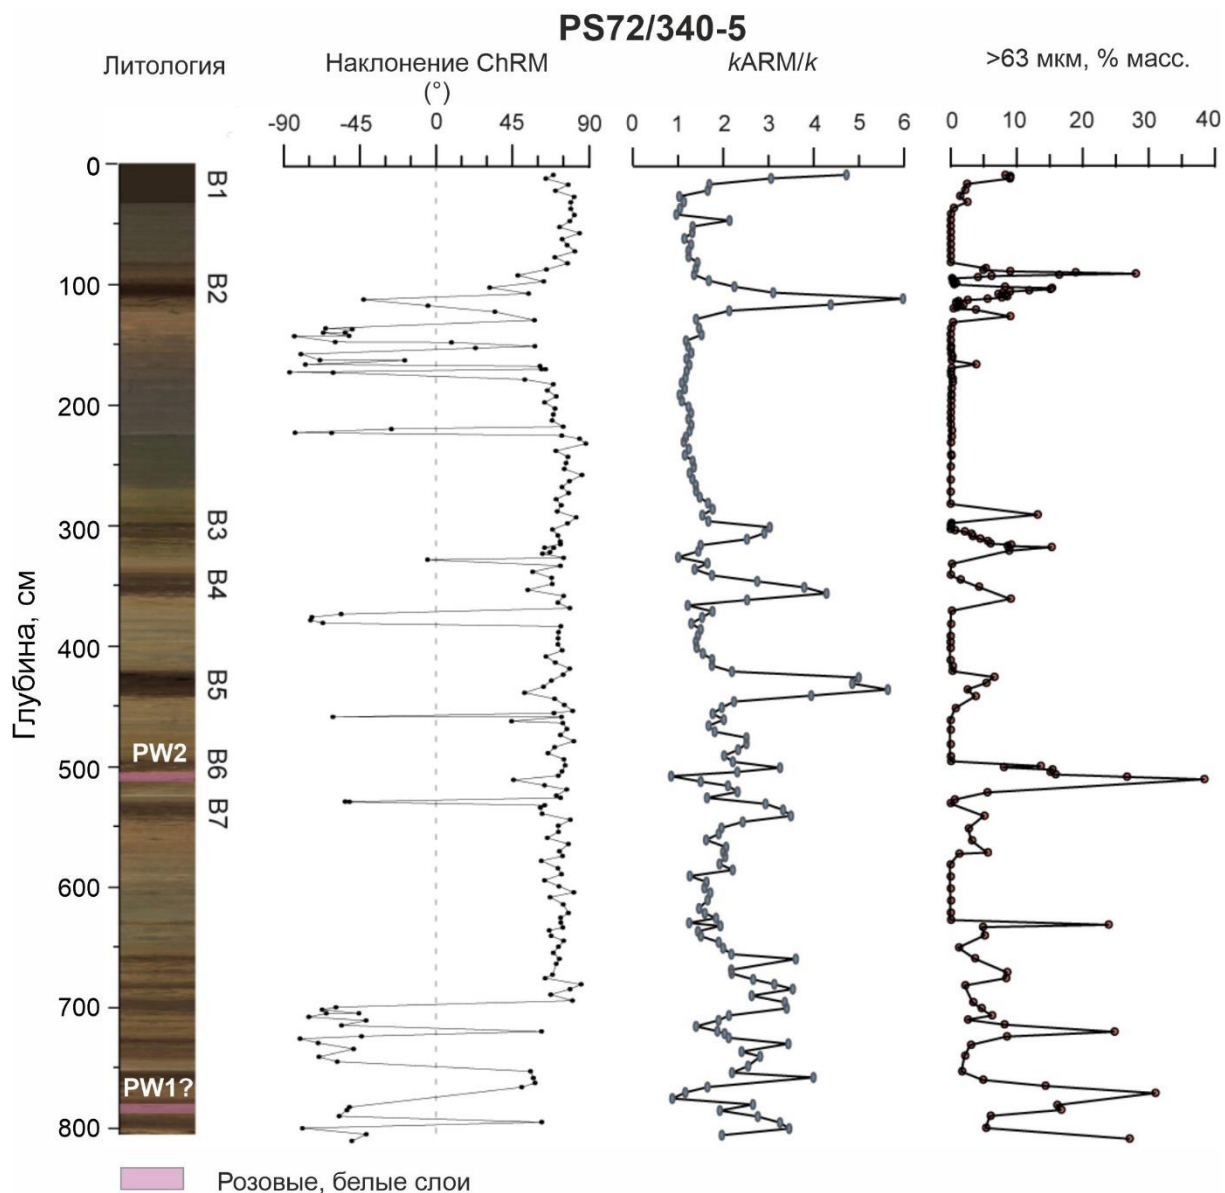 PS72/340-5
Литология
Наклонение ChRM
(°)
kARM/k
>63 мкм, % масс.
-90 -45 0 45 90
0 1 2 3 4 5 6
0 10 20 30 40
Глубина, см
0
100
200
300
400
500
600
700
800
B1
B2
B3
B4
B5
B6
B7
PW2
PW1?
Розовые, белые слои